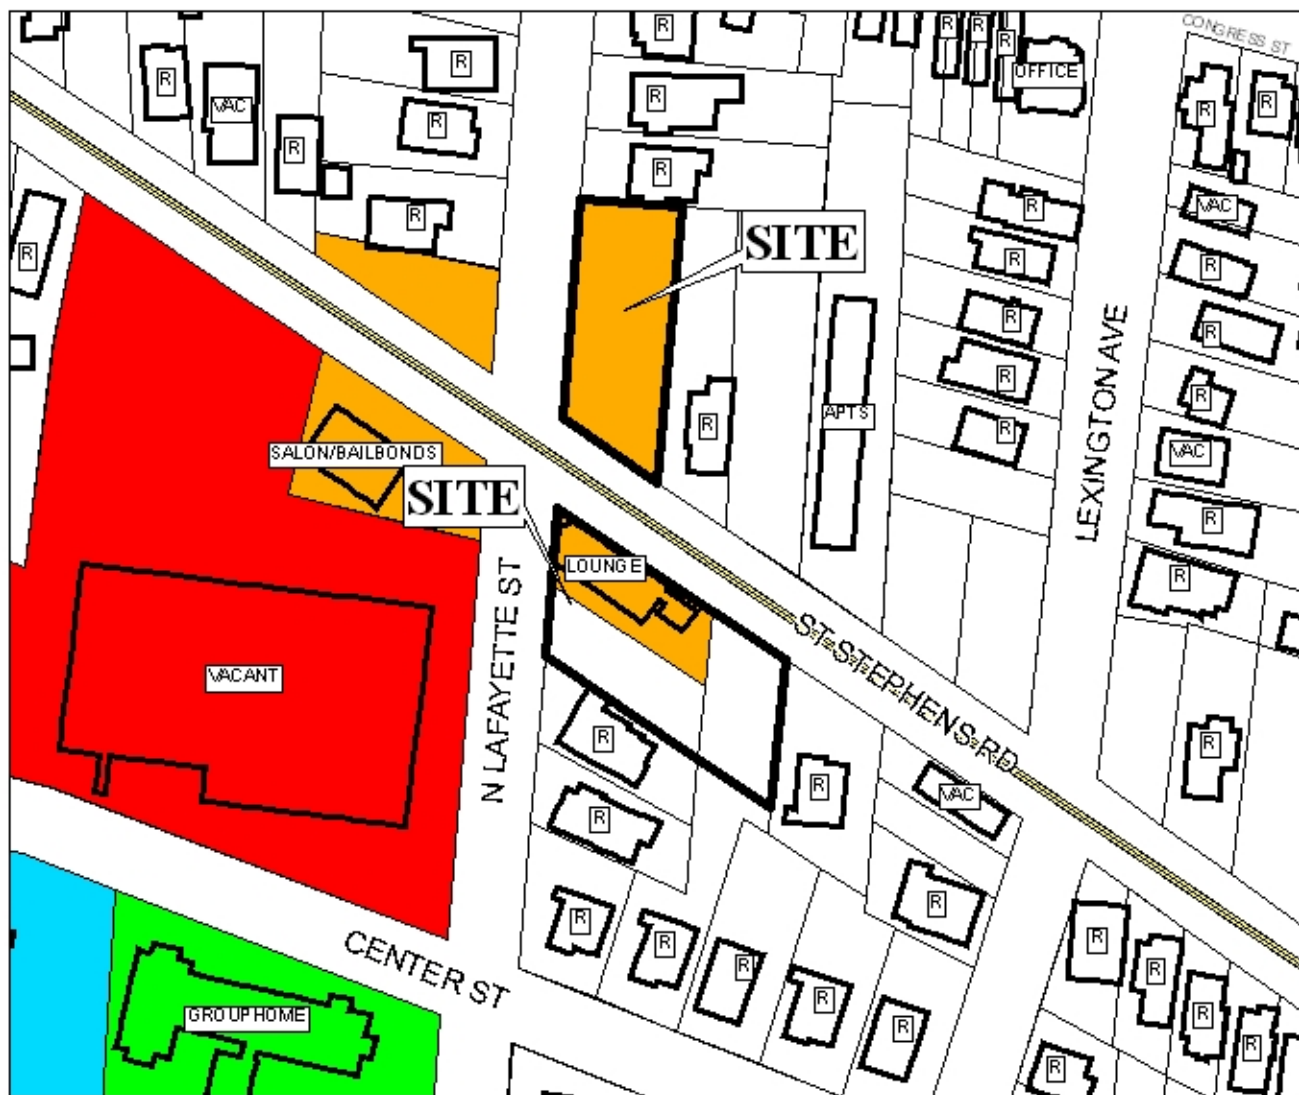 CONGRESS ST
R
R
R
R
R
R
OFFICE
R
VAC
R
R
R
R
R
R
R
R
R
VAC
SITE
R
R
R
R
R
R
LEXINGTON AVE
R
R
APTS
R
R
VAC
SALON/BAILBONDS
SITE
R
LOUNGE
R
N LAFAYETTE ST
ST STEPHENS RD
VACANT
R
R
R
VAC
R
R
R
R
R
R
R
R
R
R
R
R
R
CENTER ST
GROUP HOME